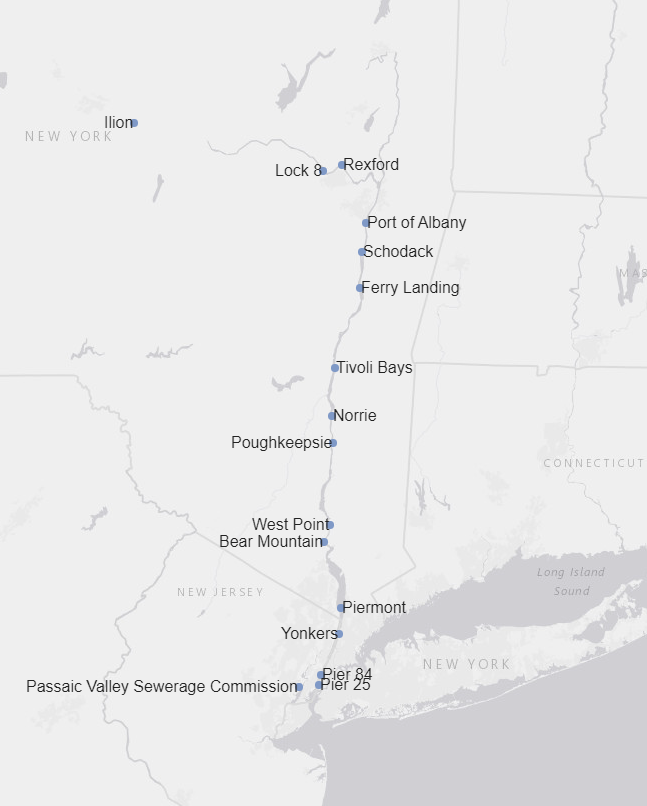 Ilion
NEW YORK
Rexford
Lock 8
Port of Albany
Schodack
MAS
Ferry Landing
Tivoli Bays
Norrie
Poughkeepsie
CONNECTICUT
West Point
Bear Mountain
Long Island
Sound
NEW JERSEY
Piermont
Yonkers
NEW YORK
Pier 84
Pier 25
Passaic Valley Sewerage Commission